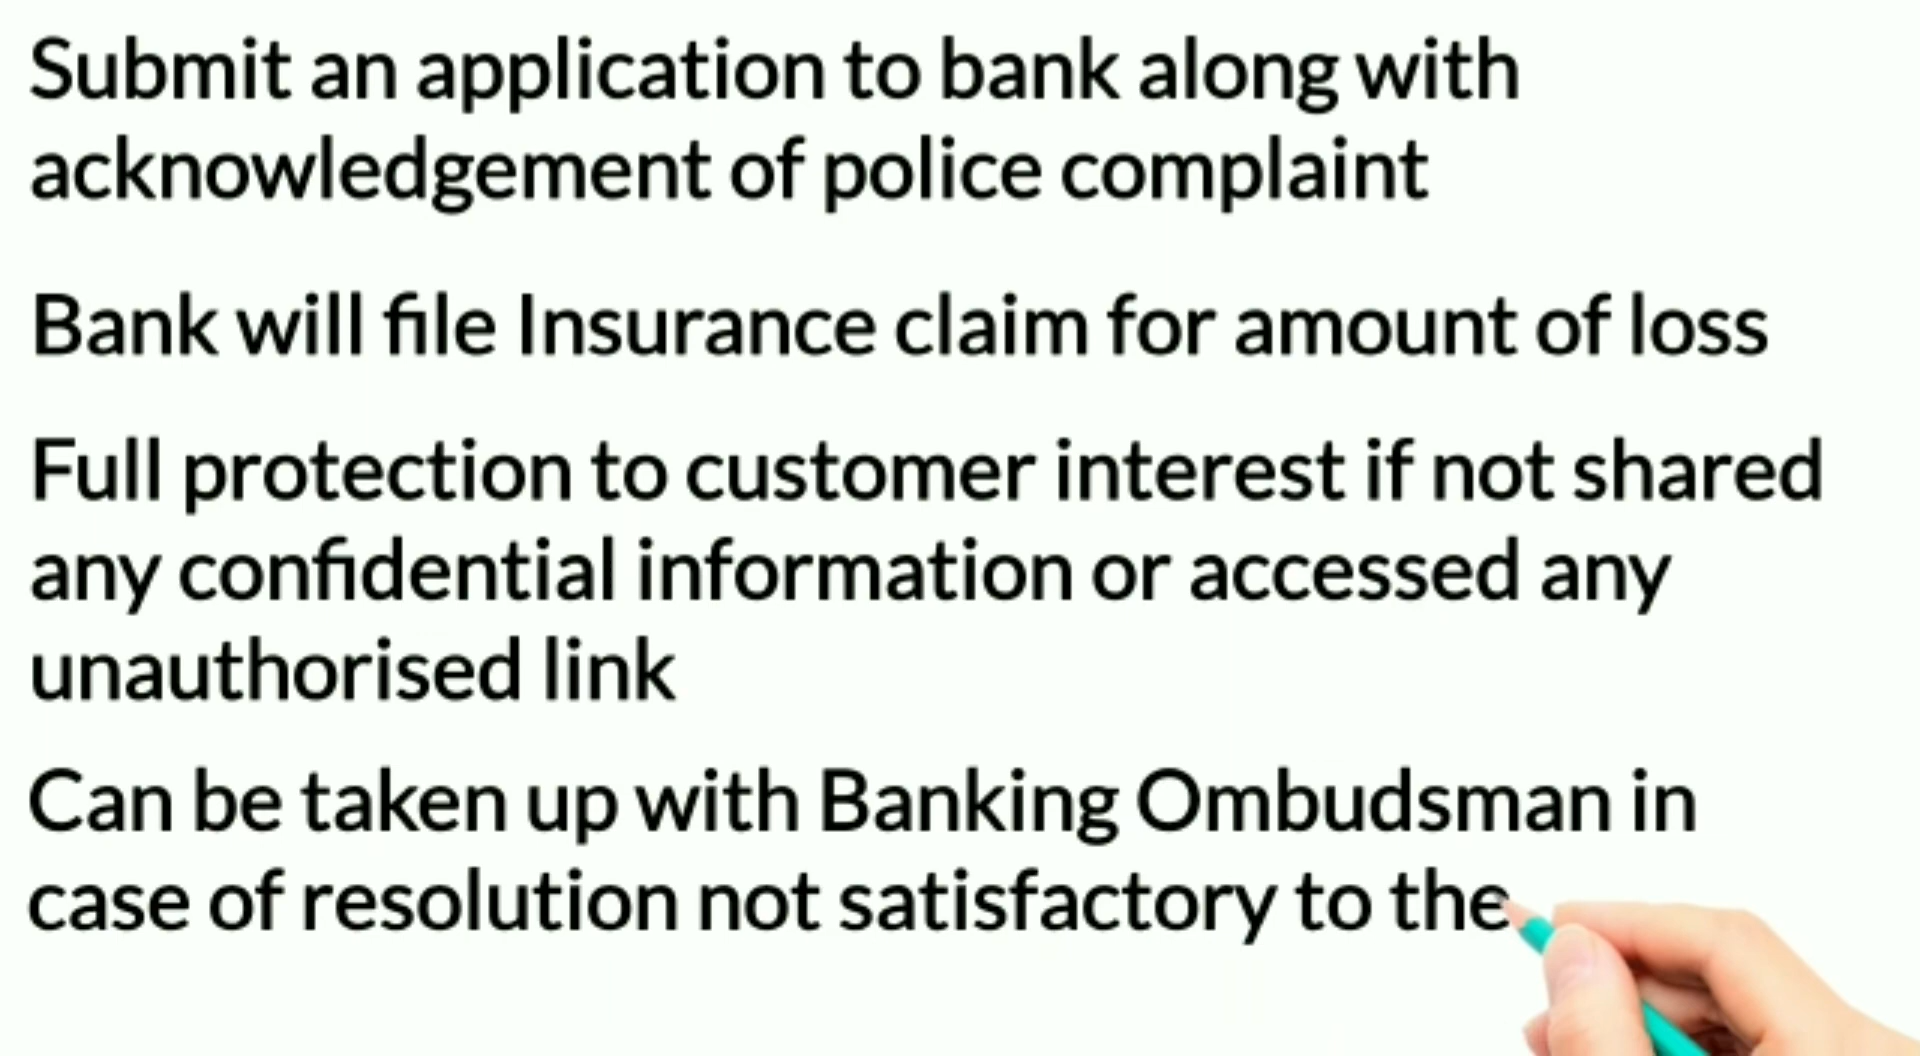 Submit an application to bank along with
acknowledgement of police complaint
Bank will file Insurance claim for amount of loss
Full protection to customer interest if not shared
any confidential information or accessed any
unauthorised link
Can be taken up with Banking Ombudsman in
case of resolution not satisfactory to the